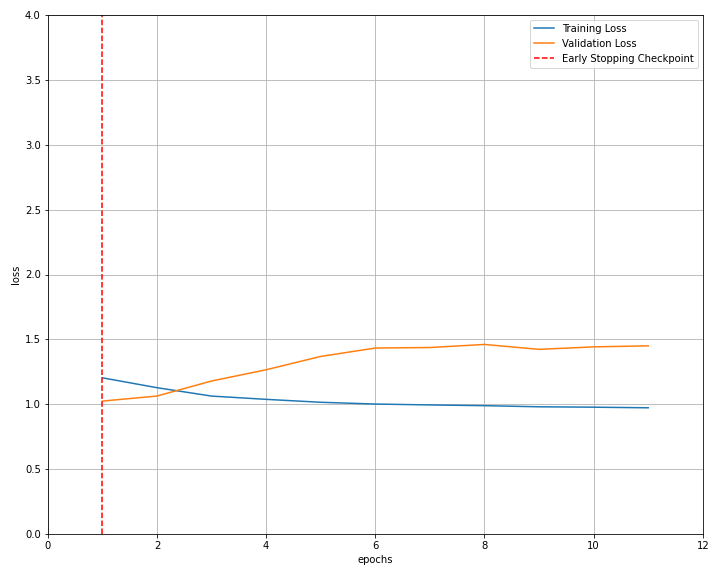 4.0
3.5
3.0
2.5
2.0
1.5
1.0
0.5
0.0
loss
0 2 4 6 8 10 12
epochs
Training Loss
Validation Loss
Early Stopping Checkpoint